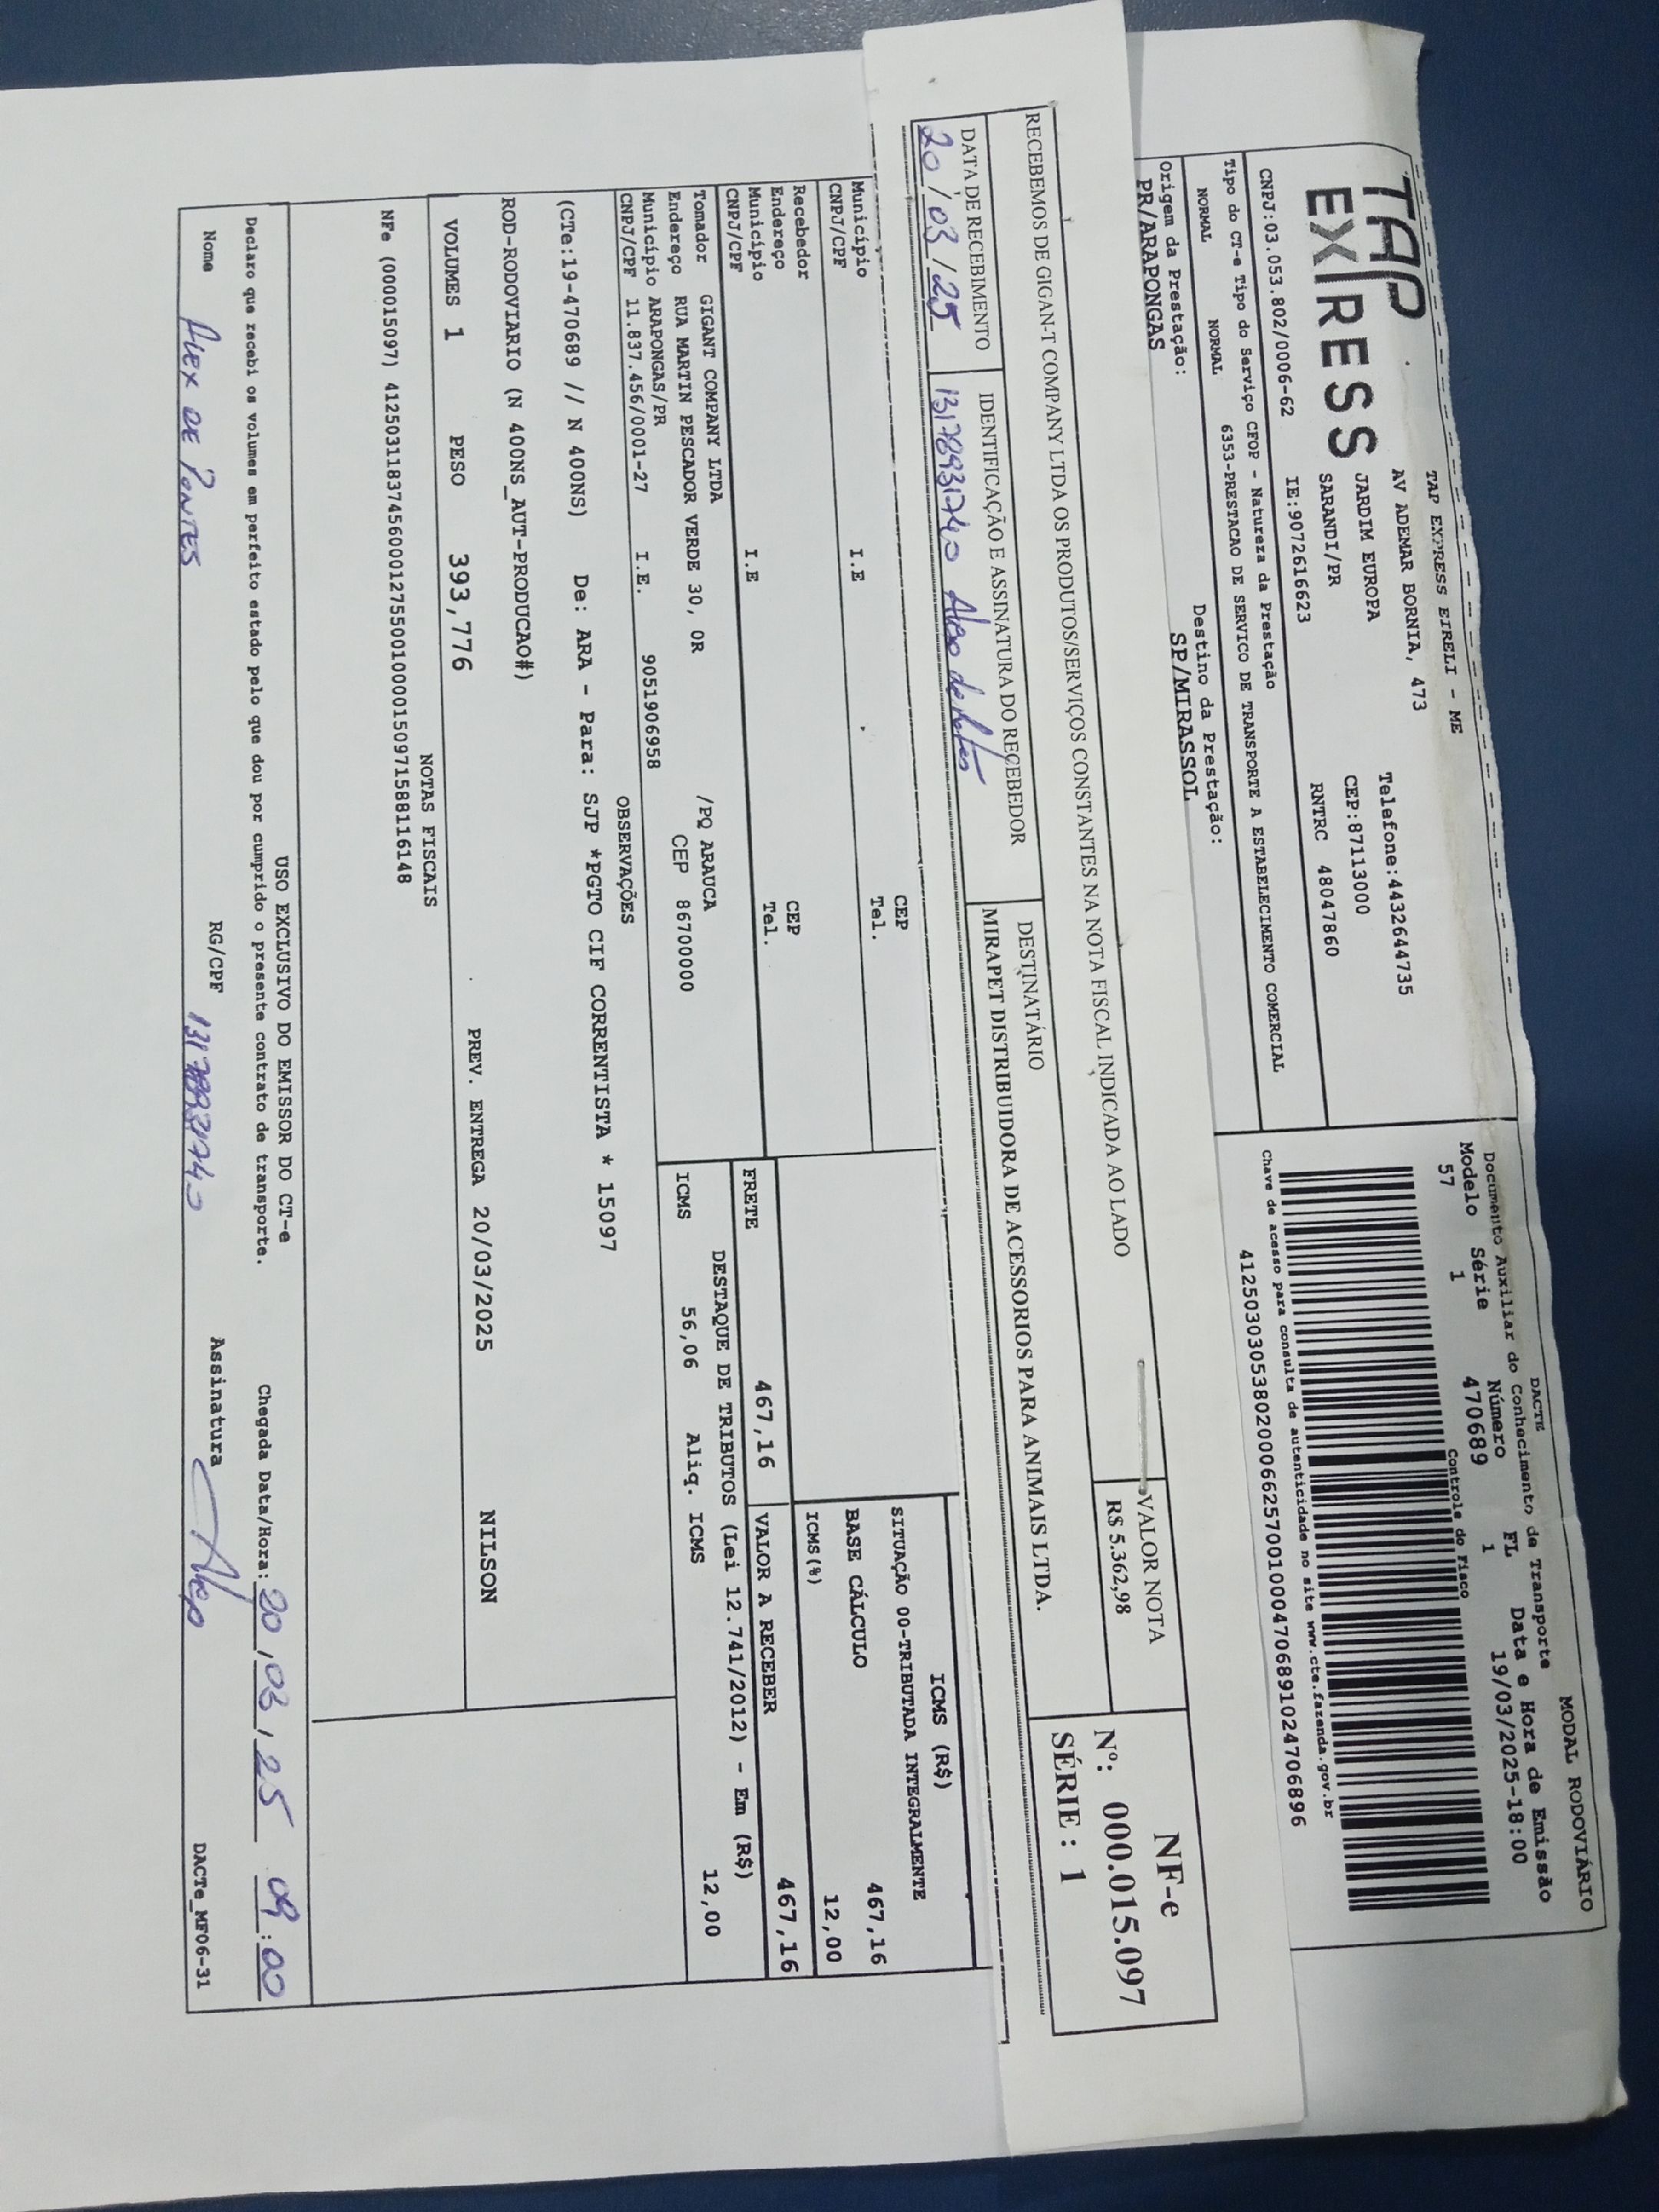 TAP EXPRESS
TAP EXPRESS EIRELI - ME
AV ADEMAR BORNIA, 473
JARDIM EUROPA
SARANDI/PR
Telefone:4432644735
CEP:87113000
CNPJ:03.053.802/0006-62 IE:9072616623 RNTRC 48047860
Tipo do CT-e Tipo do Serviço CFOP - Natureza da Prestação
NORMAL NORMAL 6353-PRESTACAO DE SERVICO DE TRANSPORTE A ESTABELECIMENTO COMERCIAL
Origem da Prestação: Destino da Prestação:
PR/ARAPONGAS SP/MIRASSOL
DACTE MODAL RODOVIÁRIO
Documento Auxiliar do Conhecimento de Transporte
Modelo Série Número FL Data e Hora de Emissão
57 1 470689 1 19/03/2025-18:00
Controle do Fisco
Chave de acesso para consulta de autenticidade no site www.cte.fazenda.gov.br
41250303053802000662570010004706891024706896
RECEBEMOS DE GIGAN-T COMPANY LTDA OS PRODUTOS/SERVIÇOS CONSTANTES NA NOTA FISCAL INDICADA AO LADO
VALOR NOTA
R$ 5.362,98
NF-e
Nº: 000.015.097
SÉRIE : 1
DATA DE RECEBIMENTO IDENTIFICAÇÃO E ASSINATURA DO RECEBEDOR DESTINATÁRIO
20/03/25 13178931740 MIRAPET DISTRIBUIDORA DE ACESSORIOS PARA ANIMAIS LTDA.
Município CEP
CNPJ/CPF I.E Tel.
Recebedor
Endereço CEP
Município Tel.
CNPJ/CPF I.E
Tomador GIGANT COMPANY LTDA
Endereço RUA MARTIN PESCADOR VERDE 30, OR /PQ ARAUCA
Município ARAPONGAS/PR CEP 86700000
CNPJ/CPF 11.837.456/0001-27 I.E. 9051906958
ICMS (R$)
SITUAÇÃO 00-TRIBUTADA INTEGRALMENTE
BASE CÁLCULO 467,16
ICMS(%) 12,00
FRETE 467,16 VALOR A RECEBER 467,16
DESTAQUE DE TRIBUTOS (Lei 12.741/2012) - Em (R$)
ICMS 56,06 Aliq. ICMS 12,00
OBSERVAÇÕES
(CTe:19-470689 // N 400NS) De: ARA - Para: SJP *PGTO CIF CORRENTISTA * 15097
ROD-RODOVIARIO (N 400NS_AUT-PRODUCAO#)
VOLUMES 1 PESO 393,776 PREV. ENTREGA 20/03/2025 NILSON
NOTAS FISCAIS
NFe (000015097) 41250311837456000127550010000150971588116148
USO EXCLUSIVO DO EMISSOR DO CT-e
Declaro que recebi os volumes em perfeito estado pelo que dou por cumprido o presente contrato de transporte. Chegada Data/Hora: 20/03/25 09:00
Nome ALEX DE PONTES RG/CPF 13178931740 Assinatura DACTe_MF06-31